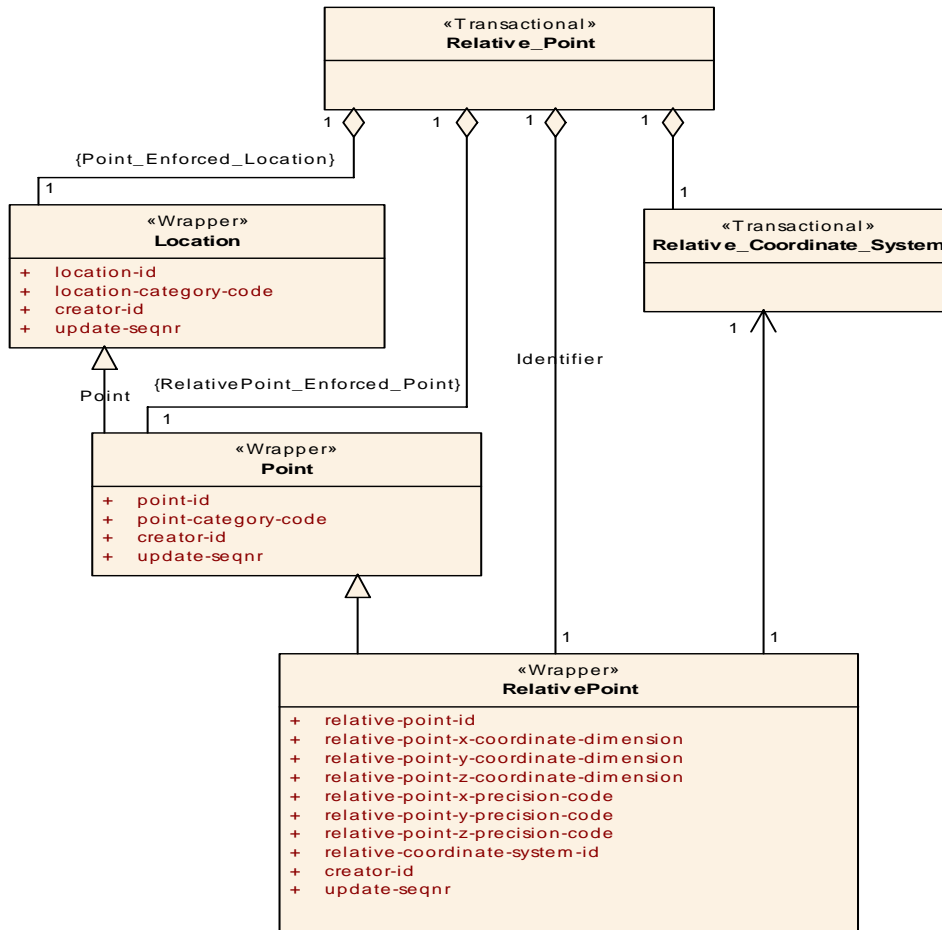 «Transactional»
Relative_Point
1
1
1
1
{Point_Enforced_Location}
1
1
«Wrapper»
Location
+ location-id
+ location-category-code
+ creator-id
+ update-seqnr
«Transactional»
Relative_Coordinate_System
1
Identifier
Point
{RelativePoint_Enforced_Point}
1
«Wrapper»
Point
+ point-id
+ point-category-code
+ creator-id
+ update-seqnr
1
1
«Wrapper»
RelativePoint
+ relative-point-id
+ relative-point-x-coordinate-dimension
+ relative-point-y-coordinate-dimension
+ relative-point-z-coordinate-dimension
+ relative-point-x-precision-code
+ relative-point-y-precision-code
+ relative-point-z-precision-code
+ relative-coordinate-system-id
+ creator-id
+ update-seqnr